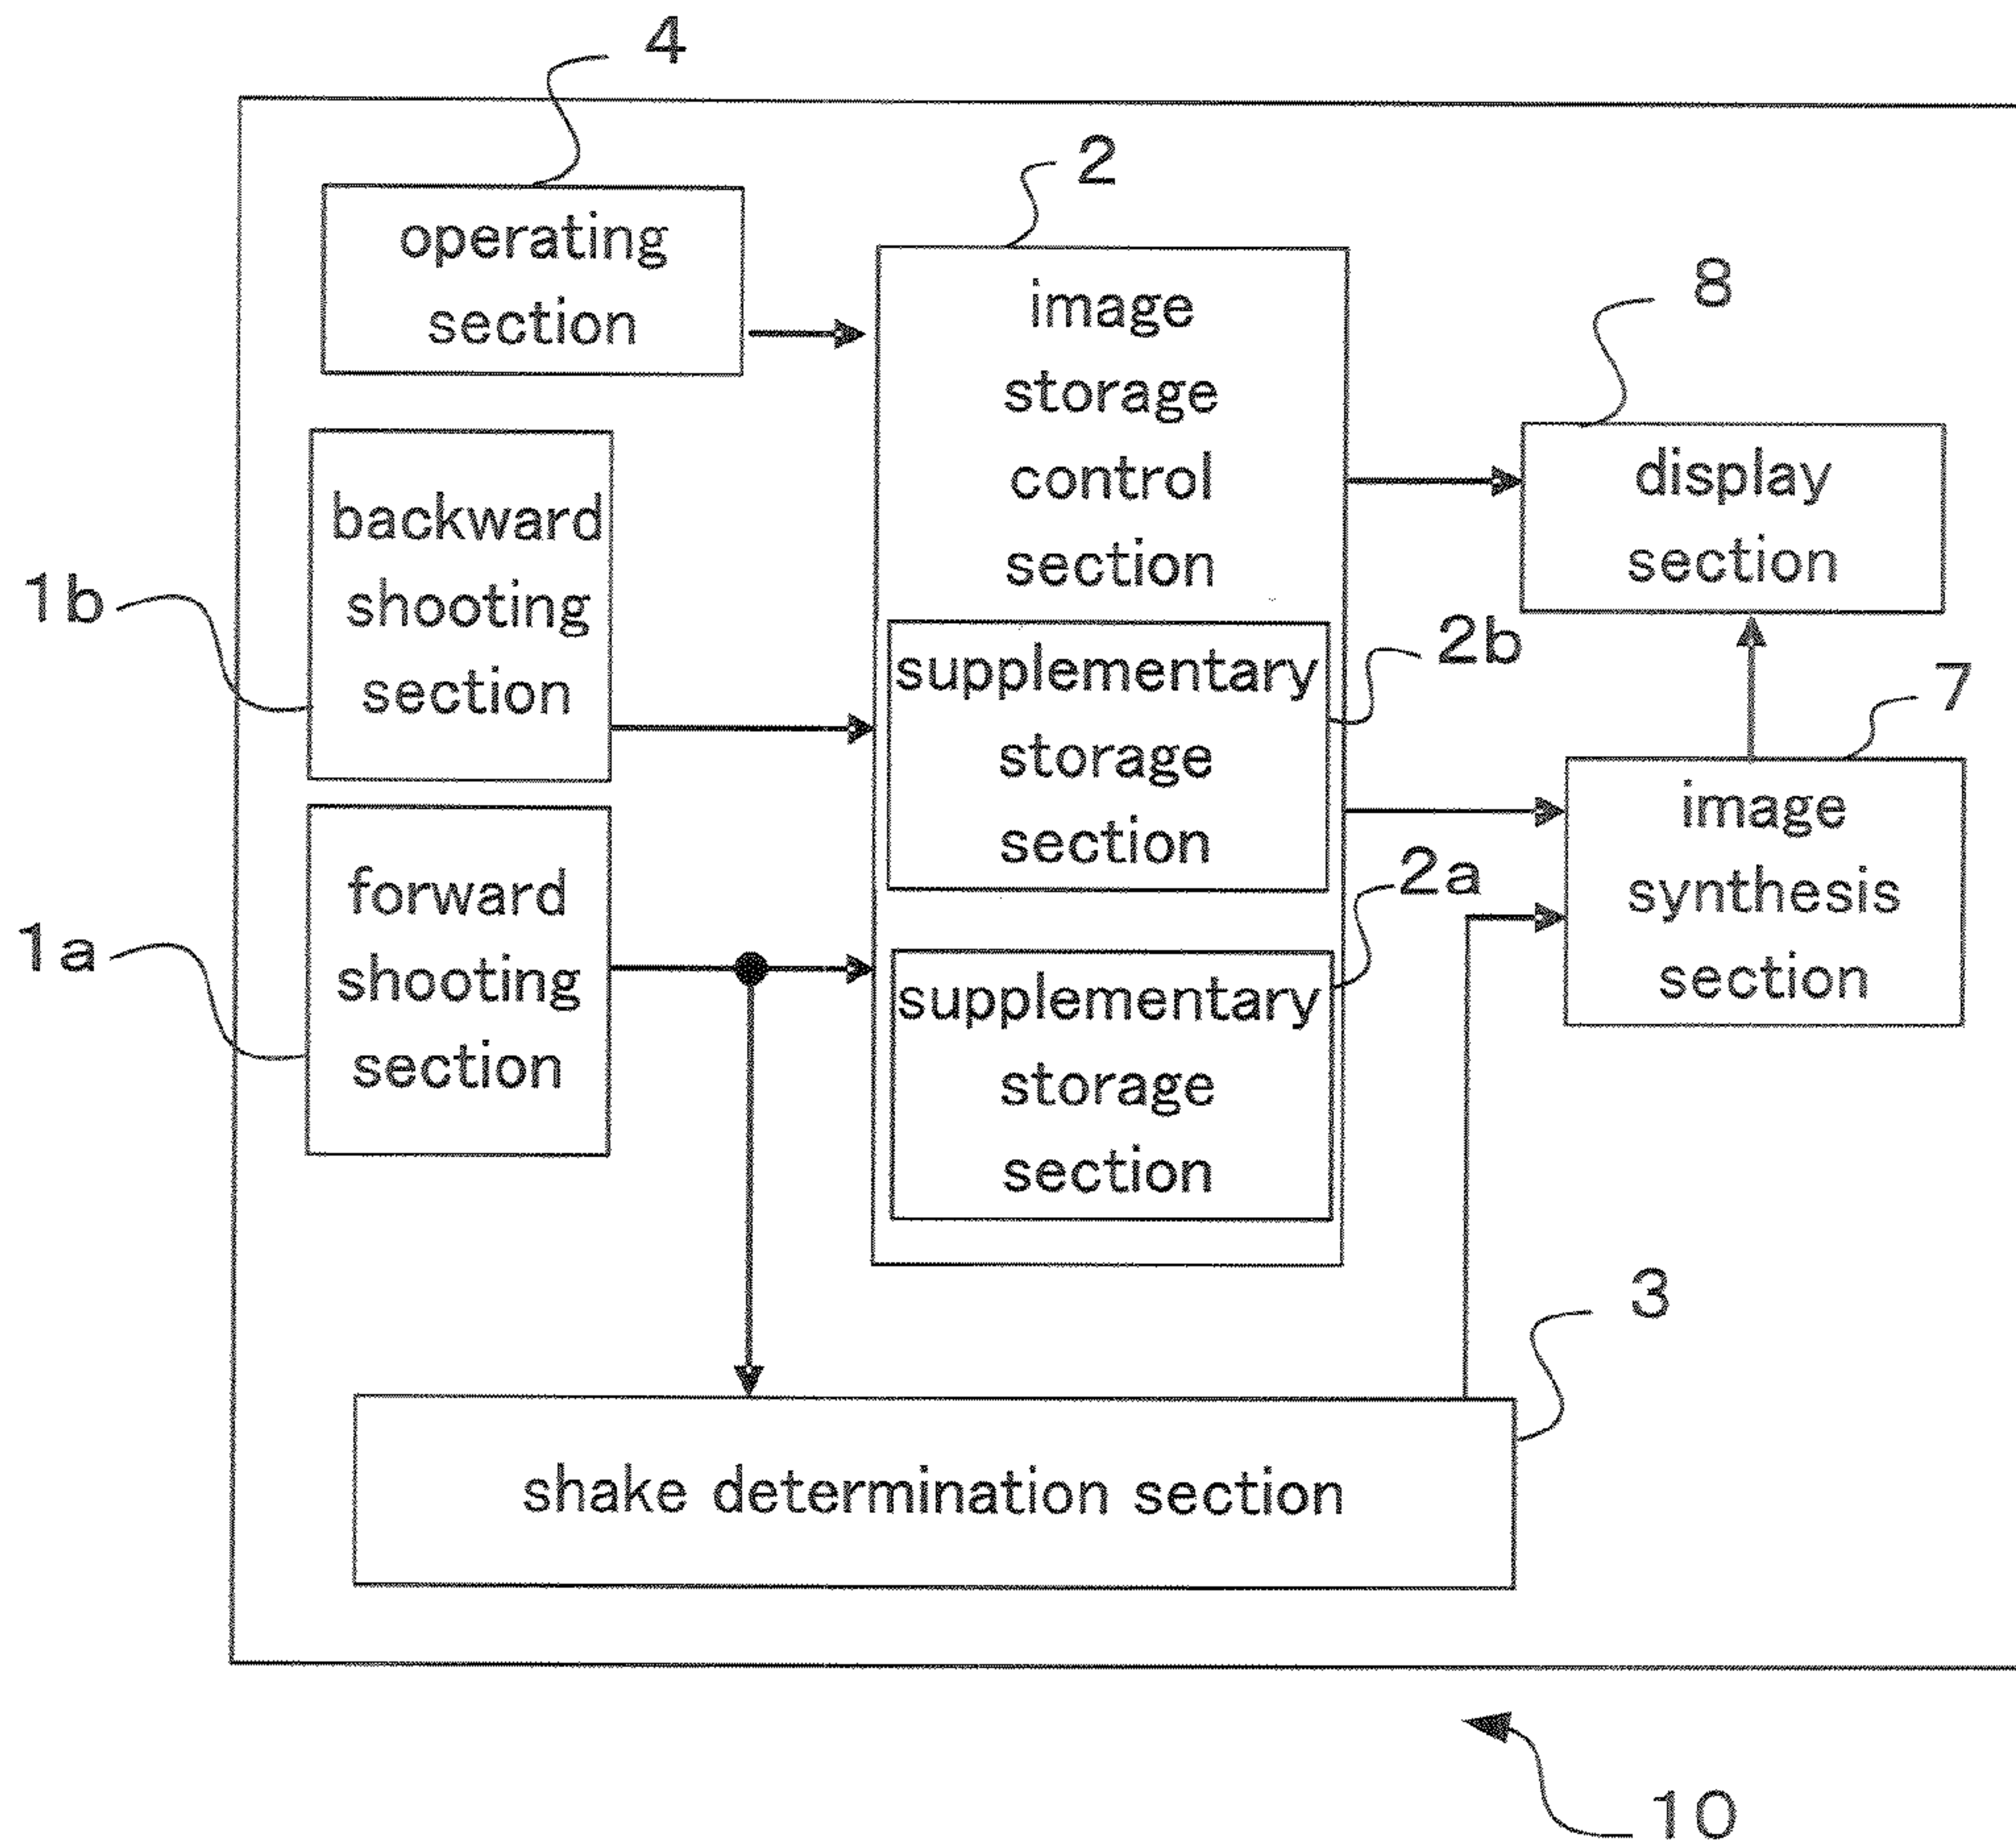 4
operating
section
2
image
storage
control
section
8
display
section
1b
backward
shooting
section
2b
supplementary
storage
section
7
image
synthesis
section
1a
forward
shooting
section
2a
supplementary
storage
section
3
shake determination section
10